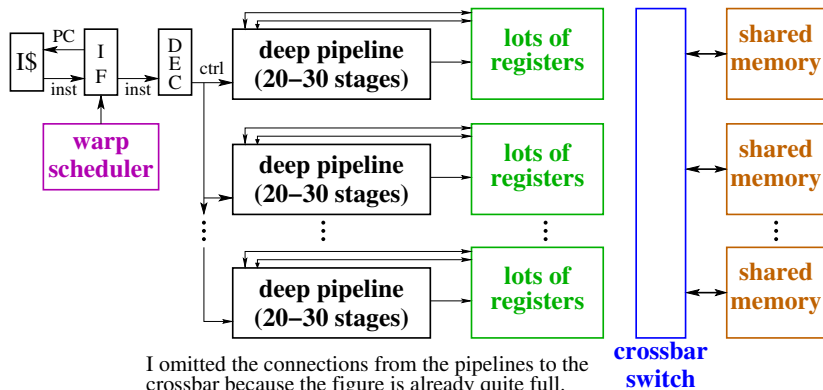 PC
I$
inst
I
F
inst
D
E
C
ctrl
warp
scheduler
deep pipeline
(20−30 stages)
lots of
registers
shared
memory
deep pipeline
(20−30 stages)
lots of
registers
shared
memory
deep pipeline
(20−30 stages)
lots of
registers
shared
memory
crossbar
switch
I omitted the connections from the pipelines to the
crossbar because the figure is already quite full.